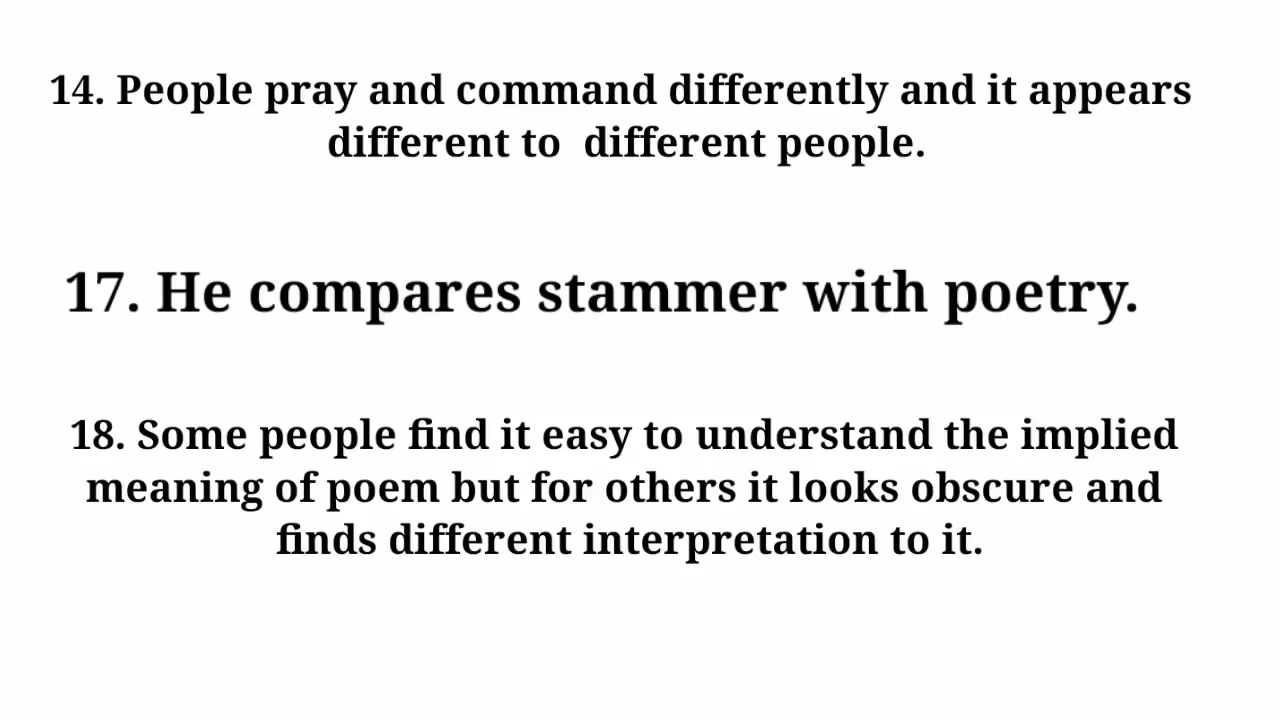 14. People pray and command differently and it appears
different to  different people.
17. He compares stammer with poetry.
18. Some people find it easy to understand the implied
meaning of poem but for others it looks obscure and
finds different interpretation to it.